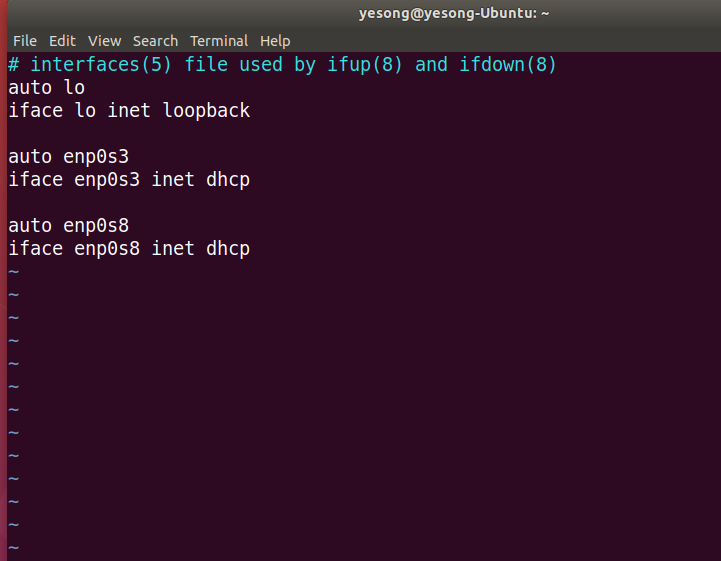 yesong@yesong-Ubuntu: ~
File Edit View Search Terminal Help
# interfaces(5) file used by ifup(8) and ifdown(8)
auto lo
iface lo inet loopback
auto enp0s3
iface enp0s3 inet dhcp
auto enp0s8
iface enp0s8 inet dhcp
~
~
~
~
~
~
~
~
~
~
~
~
~